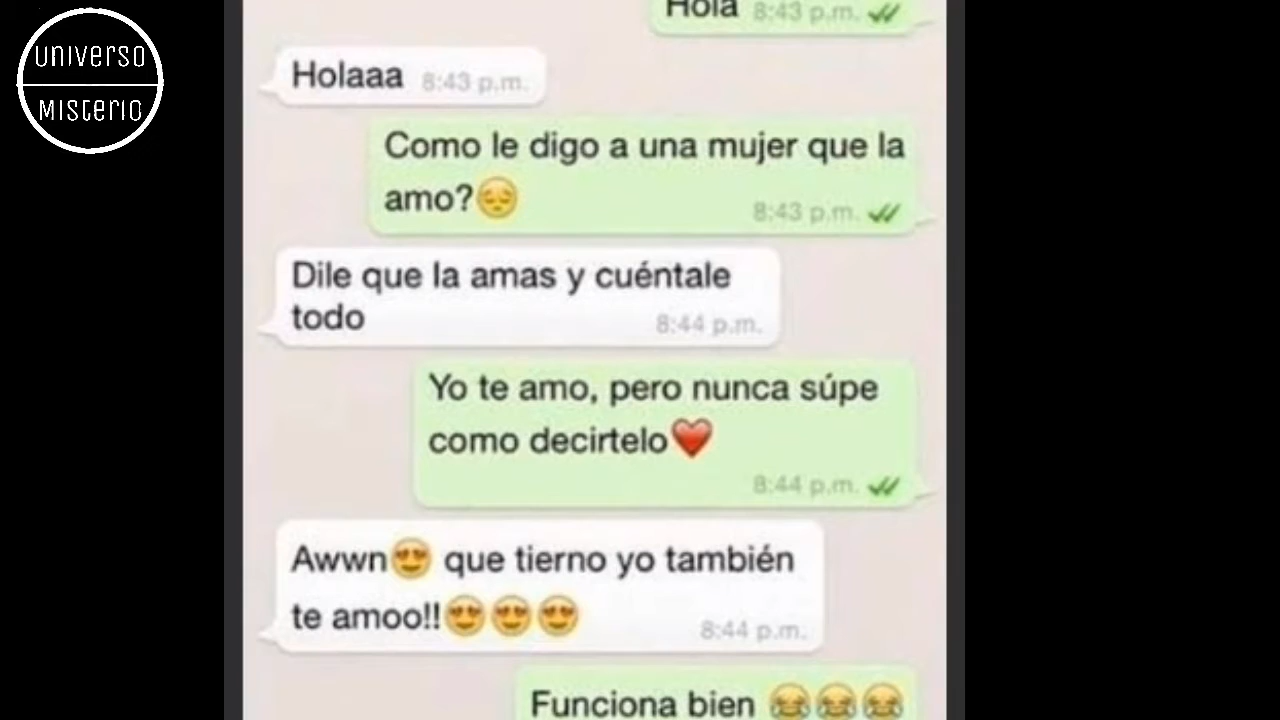 UNIVERSO
MISTERIO
Hola 8:43 p.m.
Holaaa 8:43 p.m.
Como le digo a una mujer que la
amo?😔
8:43 p.m.
Dile que la amas y cuéntale
todo 8:44 p.m.
Yo te amo, pero nunca súpe
como decirtelo❤️
8:44 p.m.
Awwn😍 que tierno yo también
te amoo!!😍😍😍 8:44 p.m.
Funciona bien 😂😂😂